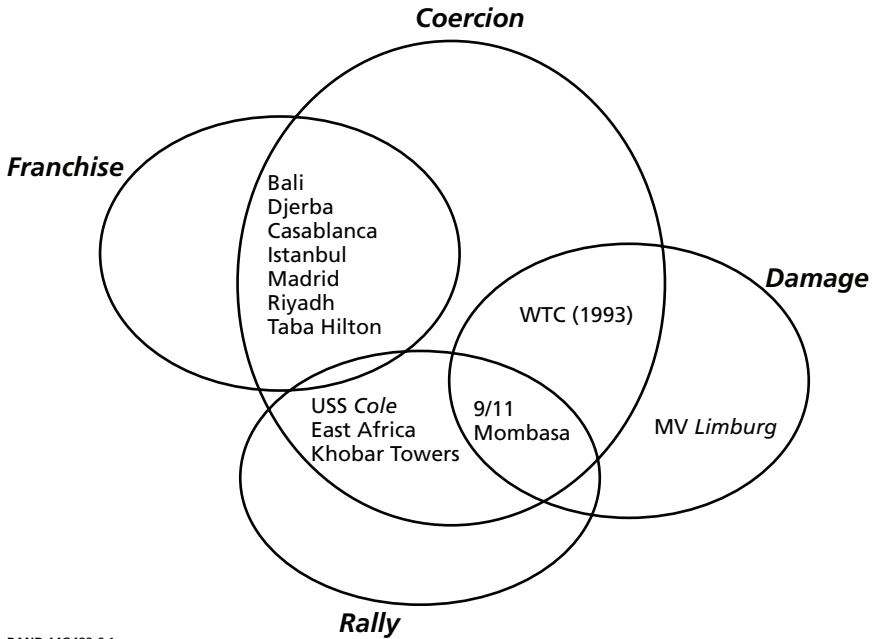 Coercion
Franchise
Bali
Djerba
Casablanca
Istanbul
Madrid
Riyadh
Taba Hilton
Damage
WTC (1993)
USS Cole
East Africa
Khobar Towers
9/11
Mombasa
MV Limburg
Rally